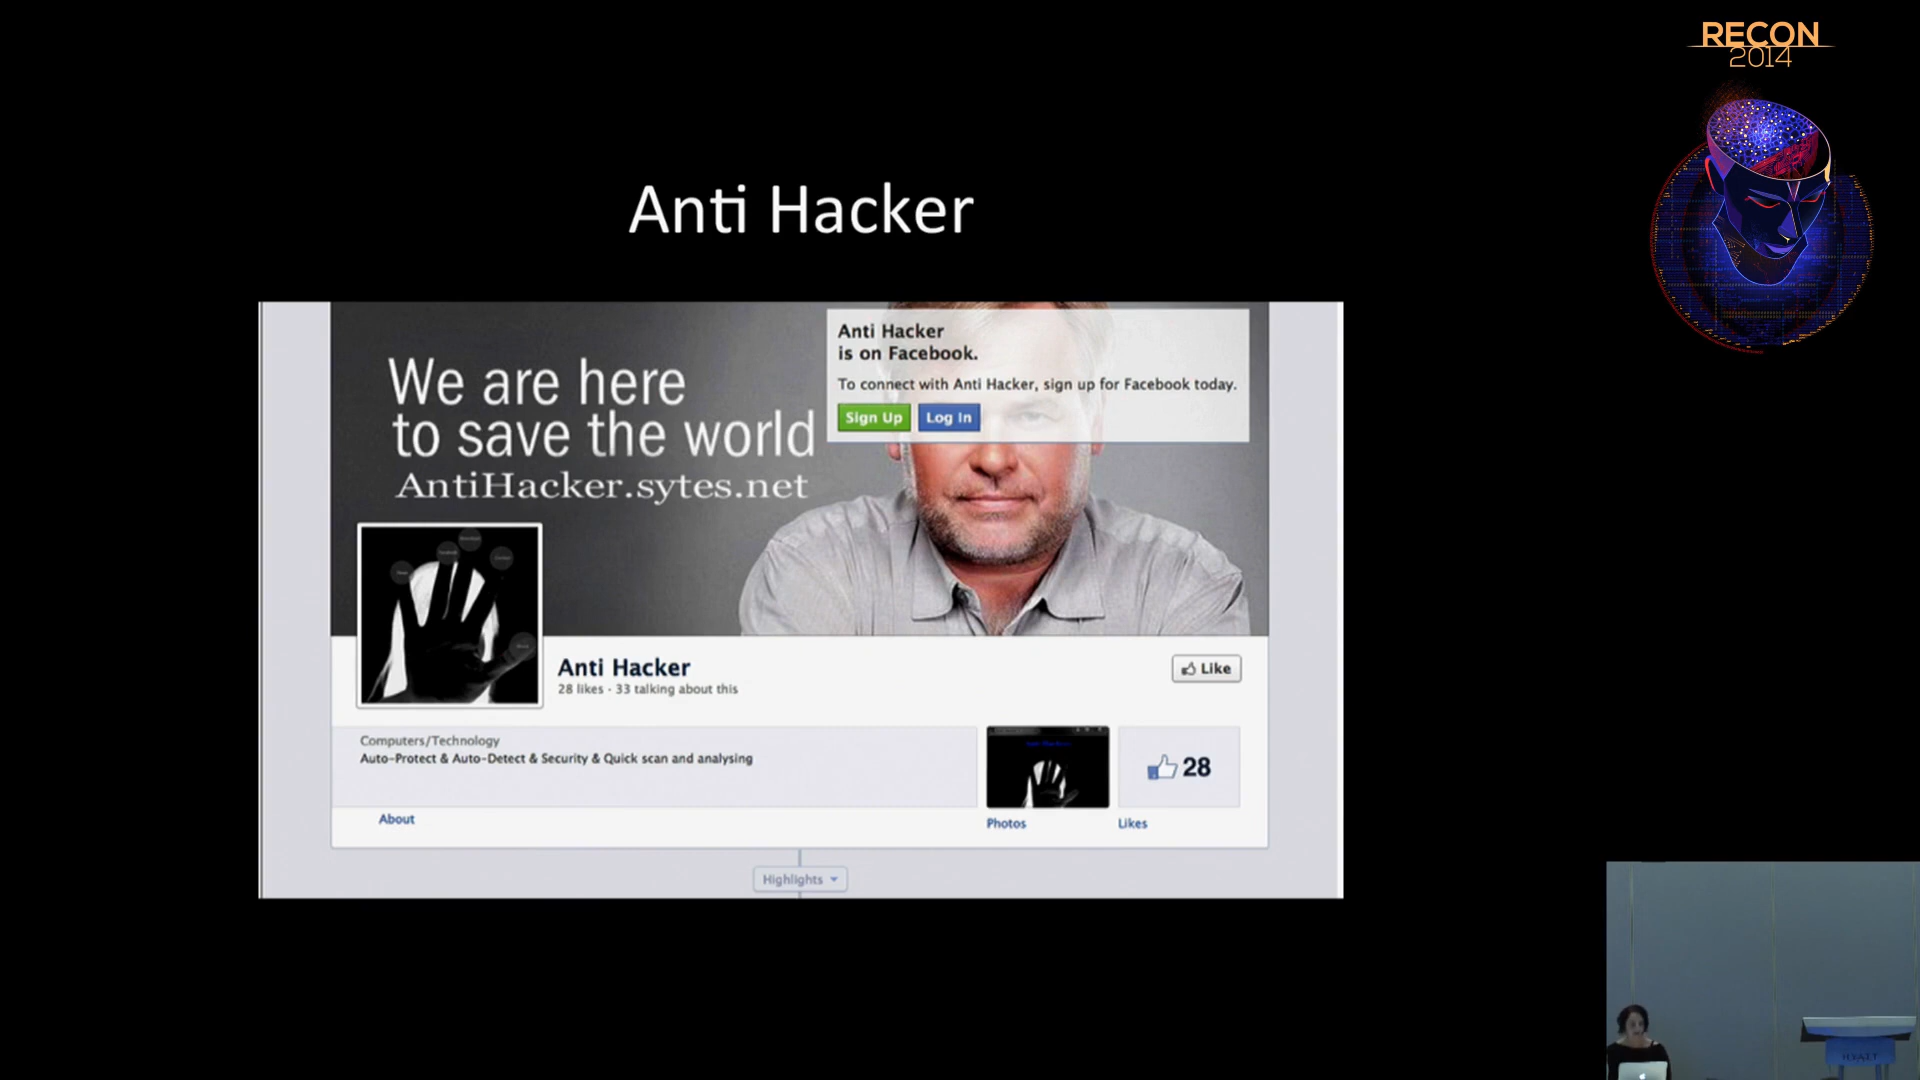 RECON
2014
Anti Hacker
We are here
to save the world
AntiHacker.sytes.net
Anti Hacker
is on Facebook.
To connect with Anti Hacker, sign up for Facebook today.
Sign Up Log In
Anti Hacker
28 likes · 33 talking about this
Like
Computers/Technology
Auto-Protect & Auto-Detect & Security & Quick scan and analysing
28
About
Photos
Likes
Highlights
HYATT